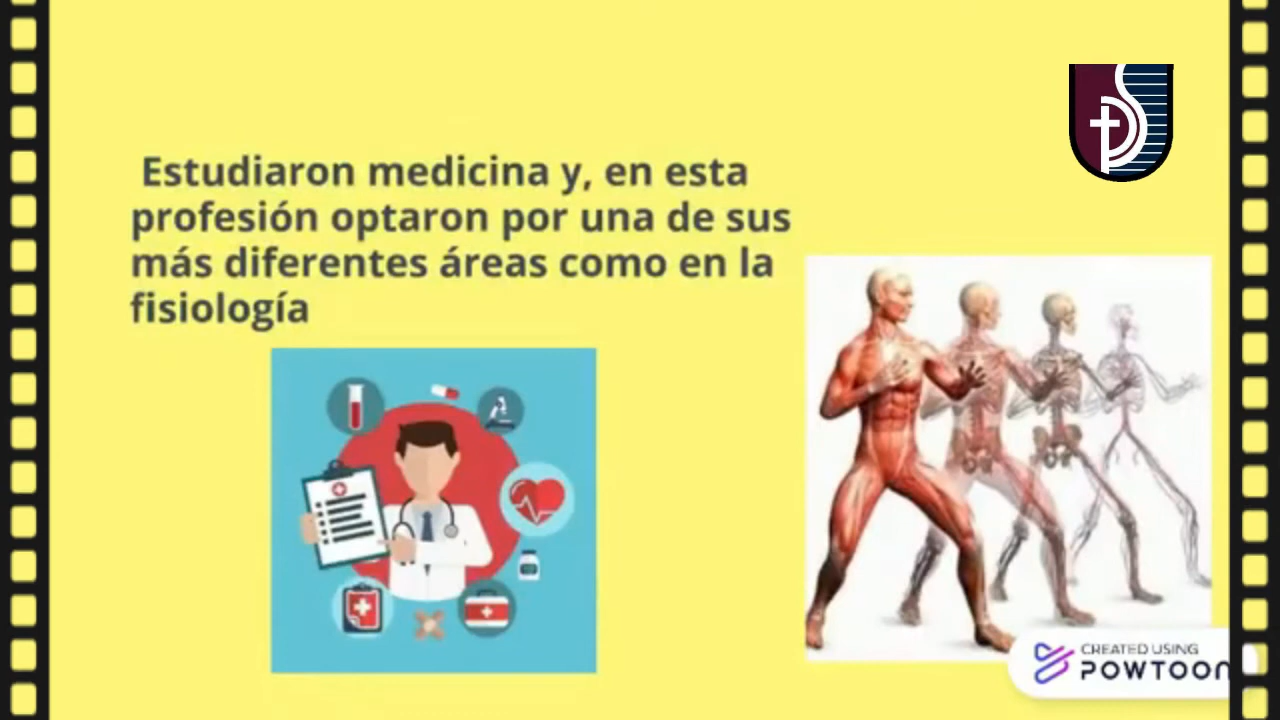 Estudiaron medicina y, en esta
profesión optaron por una de sus
más diferentes áreas como en la
fisiología
CREATED USING
POWTOON